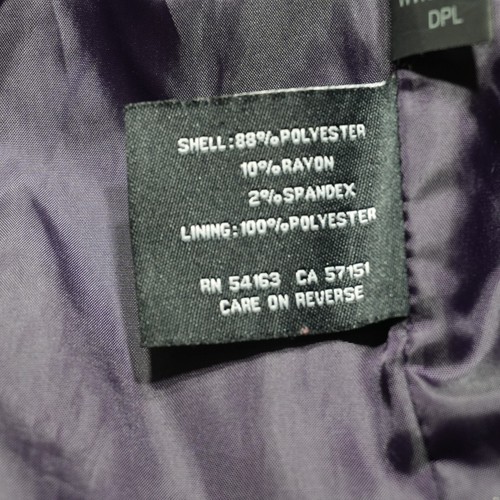 DPL
SHELL:88%POLYESTER
10%RAYON
2%SPANDEX
LINING:100%POLYESTER
RN 54163 CA 57151
CARE ON REVERSE